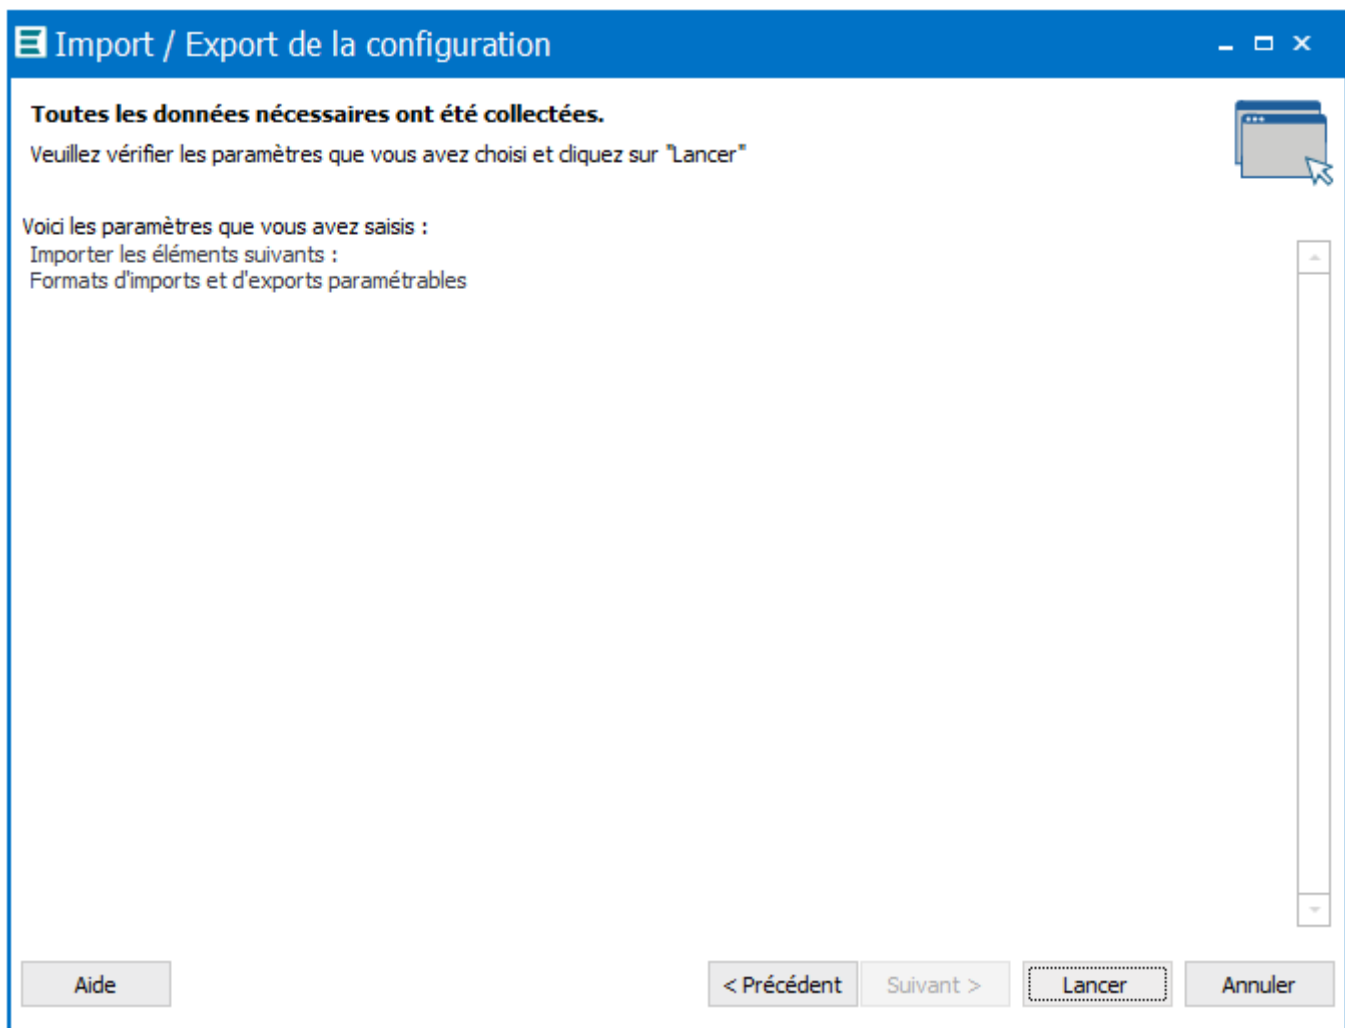 Import / Export de la configuration
Toutes les données nécessaires ont été collectées.
Veuillez vérifier les paramètres que vous avez choisi et cliquez sur "Lancer"
Voici les paramètres que vous avez saisis :
Importer les éléments suivants :
Formats d'imports et d'exports paramétrables
Aide
< Précédent
Suivant >
Lancer
Annuler